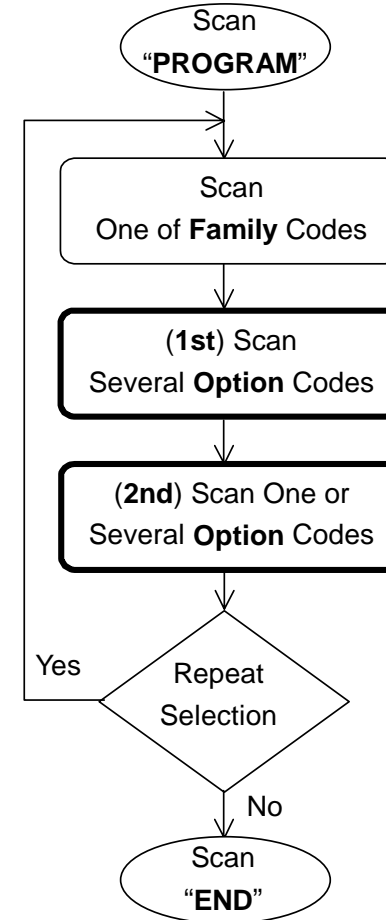 Scan
“PROGRAM”
Scan
One of Family Codes
(1st) Scan
Several Option Codes
(2nd) Scan One or
Several Option Codes
Yes
Repeat
Selection
No
Scan
“END”